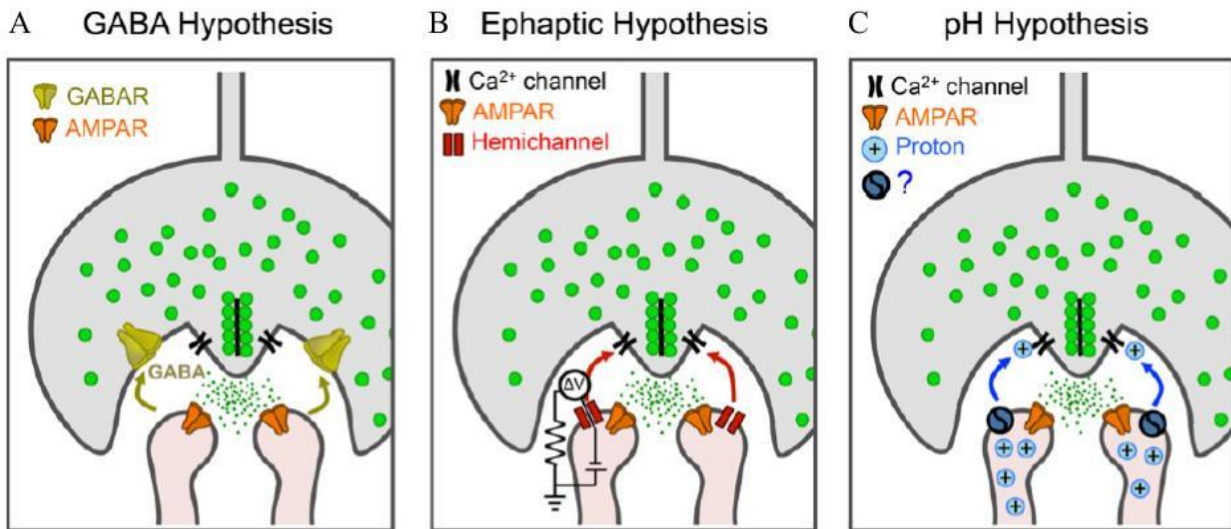 A GABA Hypothesis
GABAR
AMPAR
GABA
B Ephaptic Hypothesis
Ca²⁺ channel
AMPAR
Hemichannel
ΔV
C pH Hypothesis
Ca²⁺ channel
AMPAR
+ Proton
?
+
+
+ +
+ +
+ +
+